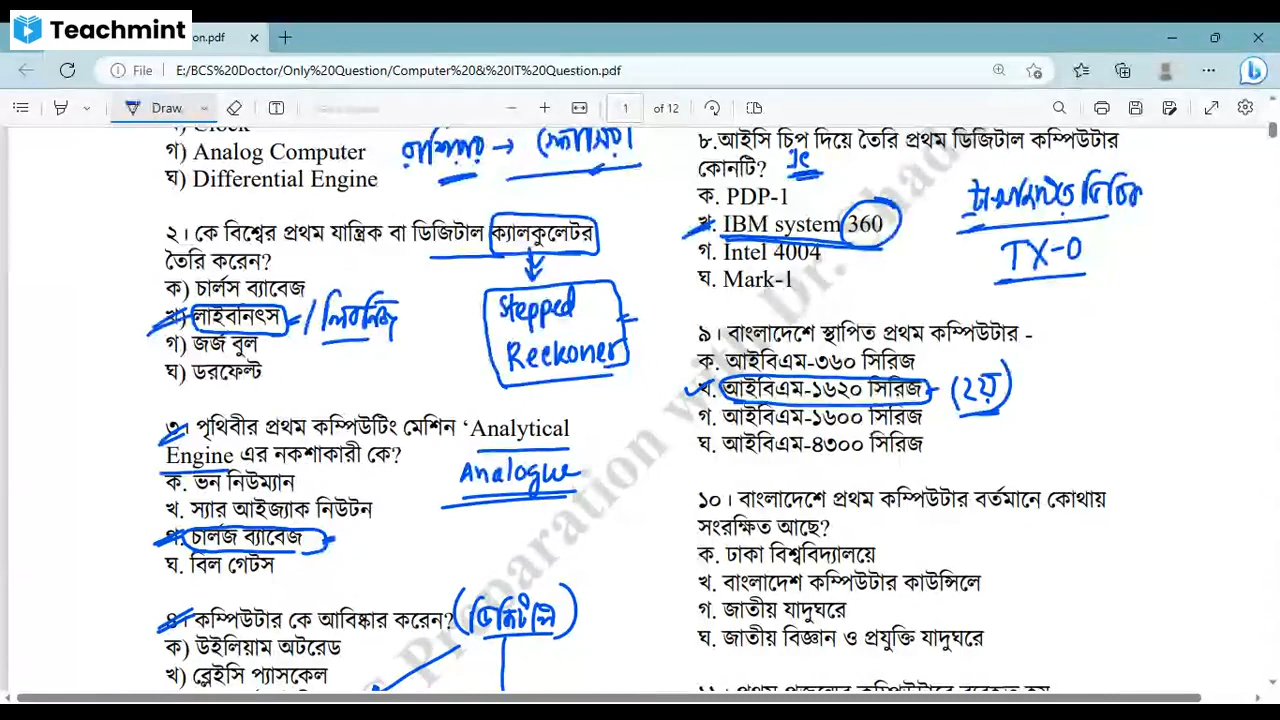 Teachmint
on.pdf
File
E:/BCS%20Doctor/Only%20Question/Computer%20&%20IT%20Question.pdf
Draw
1 of 12
গ) Analog Computer
ঘ) Differential Engine
২। কে বিশ্বের প্রথম যান্ত্রিক বা ডিজিটাল ক্যালকুলেটর
তৈরি করেন?
ক) চার্লস ব্যাবেজ
খ) লাইবনিৎস
গ) জর্জ বুল
ঘ) ডরফেল্ট
Stepped
Reckoner
৩। পৃথিবীর প্রথম কম্পিউটিং মেশিন ‘Analytical
Engine এর নকশাকারী কে?
Analogue
ক. ভন নিউম্যান
খ. স্যার আইজ্যাক নিউটন
গ. চার্লজ ব্যাবেজ
ঘ. বিল গেটস
৪। কম্পিউটার কে আবিষ্কার করেন?
ক) উইলিয়াম অটরেড
খ) ব্লেইসি প্যাসকেল
৮.আইসি চিপ দিয়ে তৈরি প্রথম ডিজিটাল কম্পিউটার
কোনটি?
ক. PDP-1
খ. IBM system 360
গ. Intel 4004
ঘ. Mark-1
TX-0
৯। বাংলাদেশে স্থাপিত প্রথম কম্পিউটার -
ক. আইবিএম-৩৬০ সিরিজ
খ. আইবিএম-১৬২০ সিরিজ (২য়)
গ. আইবিএম-১৬০০ সিরিজ
ঘ. আইবিএম-৪৩০০ সিরিজ
১০। বাংলাদেশে প্রথম কম্পিউটার বর্তমানে কোথায়
সংরক্ষিত আছে?
ক. ঢাকা বিশ্ববিদ্যালয়ে
খ. বাংলাদেশ কম্পিউটার কাউন্সিলে
গ. জাতীয় যাদুঘরে
ঘ. জাতীয় বিজ্ঞান ও প্রযুক্তি যাদুঘরে